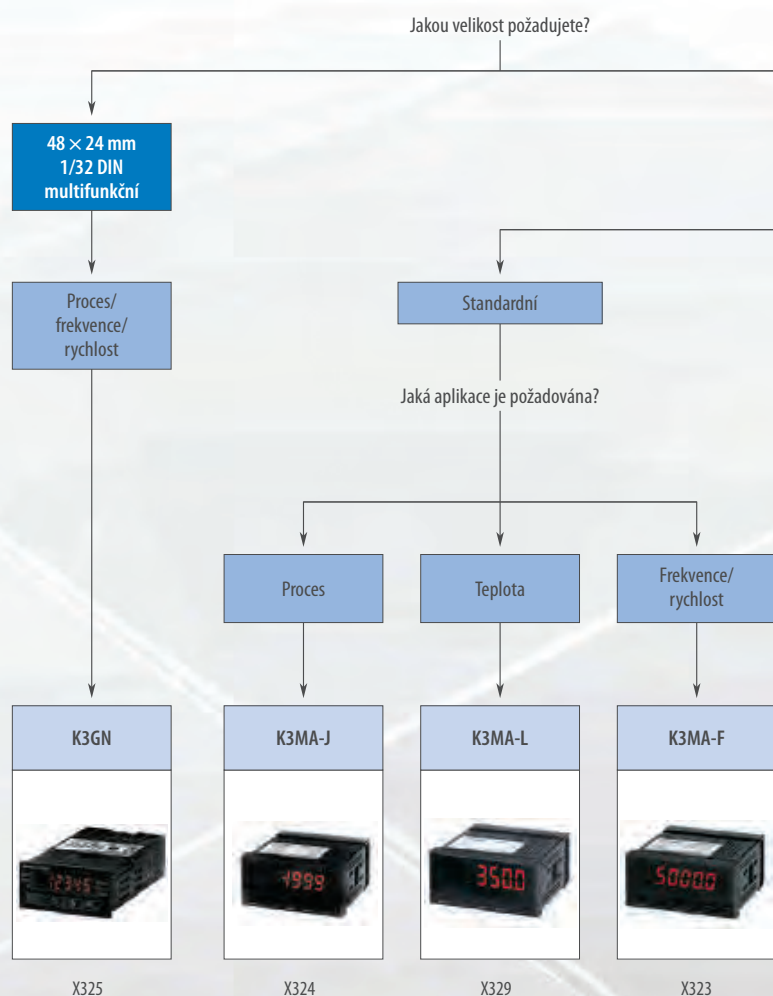 Jakou velikost požadujete?
48 × 24 mm
1/32 DIN
multifunkční
Proces/
frekvence/
rychlost
Standardní
Jaká aplikace je požadována?
Proces
Teplota
Frekvence/
rychlost
K3GN
K3MA-J
K3MA-L
K3MA-F
12345
-1999
350.0
5000.0
X325
X324
X329
X323